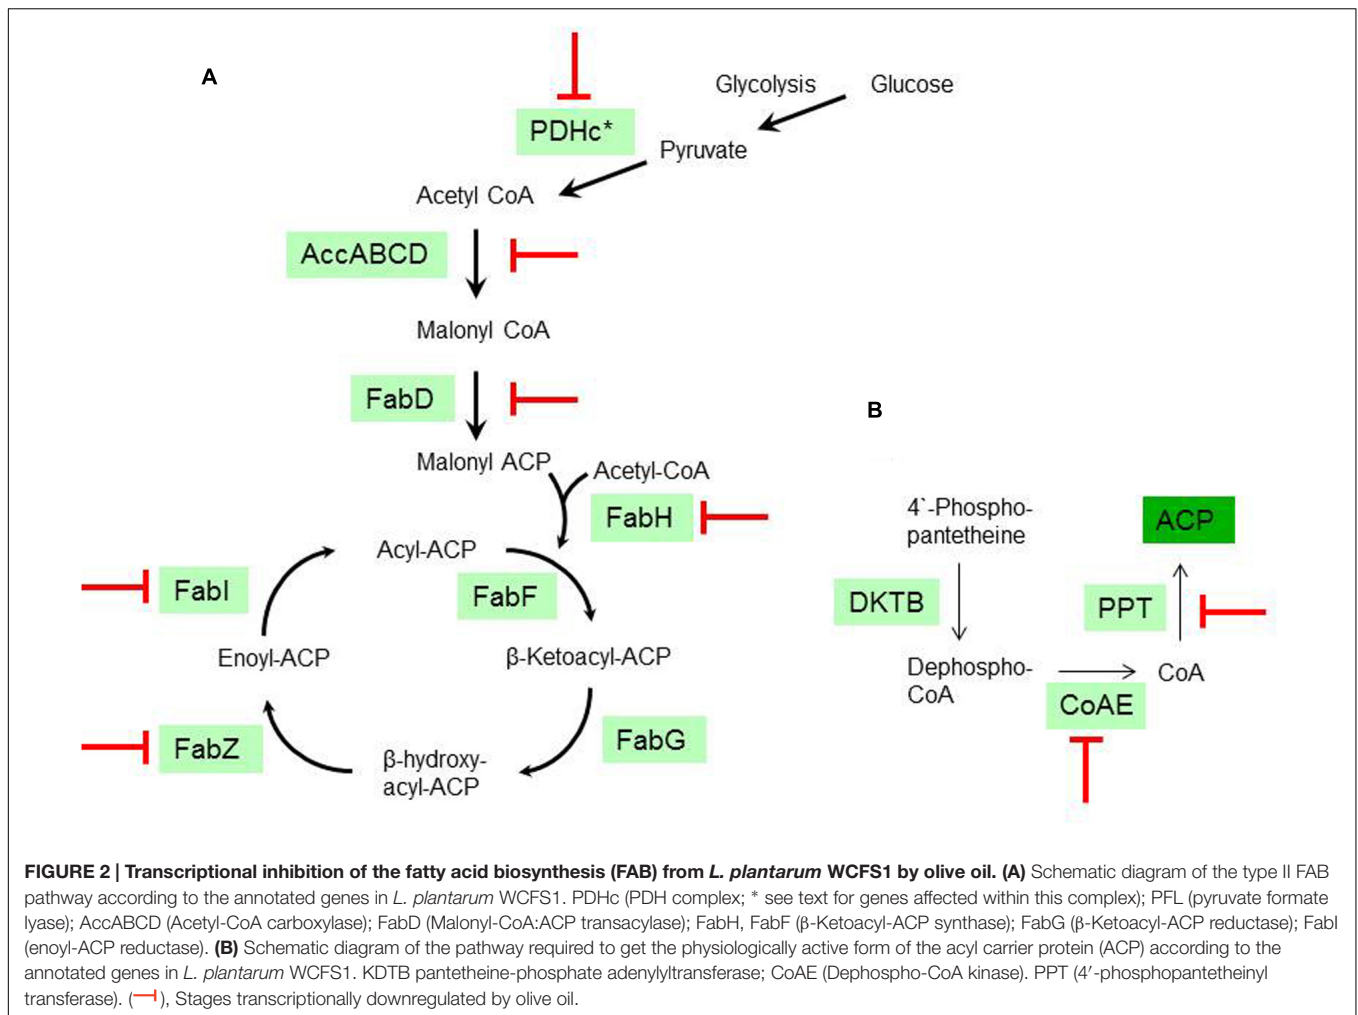 A
Glycolysis
Glucose
PDHc*
Pyruvate
Acetyl CoA
AccABCD
Malonyl CoA
FabD
Malonyl ACP
Acetyl-CoA
FabH
Acyl-ACP
FabI
FabF
Enoyl-ACP
β-Ketoacyl-ACP
FabZ
FabG
β-hydroxy-
acyl-ACP
B
4`-Phospho-
pantetheine
ACP
DKTB
PPT
Dephospho-
CoA
CoA
CoAE
FIGURE 2 | Transcriptional inhibition of the fatty acid biosynthesis (FAB) from L. plantarum WCFS1 by olive oil. (A) Schematic diagram of the type II FAB
pathway according to the annotated genes in L. plantarum WCFS1. PDHc (PDH complex; * see text for genes affected within this complex); PFL (pyruvate formate
lyase); AccABCD (Acetyl-CoA carboxylase); FabD (Malonyl-CoA:ACP transacylase); FabH, FabF (β-Ketoacyl-ACP synthase); FabG (β-Ketoacyl-ACP reductase); FabI
(enoyl-ACP reductase). (B) Schematic diagram of the pathway required to get the physiologically active form of the acyl carrier protein (ACP) according to the
annotated genes in L. plantarum WCFS1. KDTB pantetheine-phosphate adenylyltransferase; CoAE (Dephospho-CoA kinase). PPT (4′-phosphopantetheinyl
transferase). (⊣), Stages transcriptionally downregulated by olive oil.